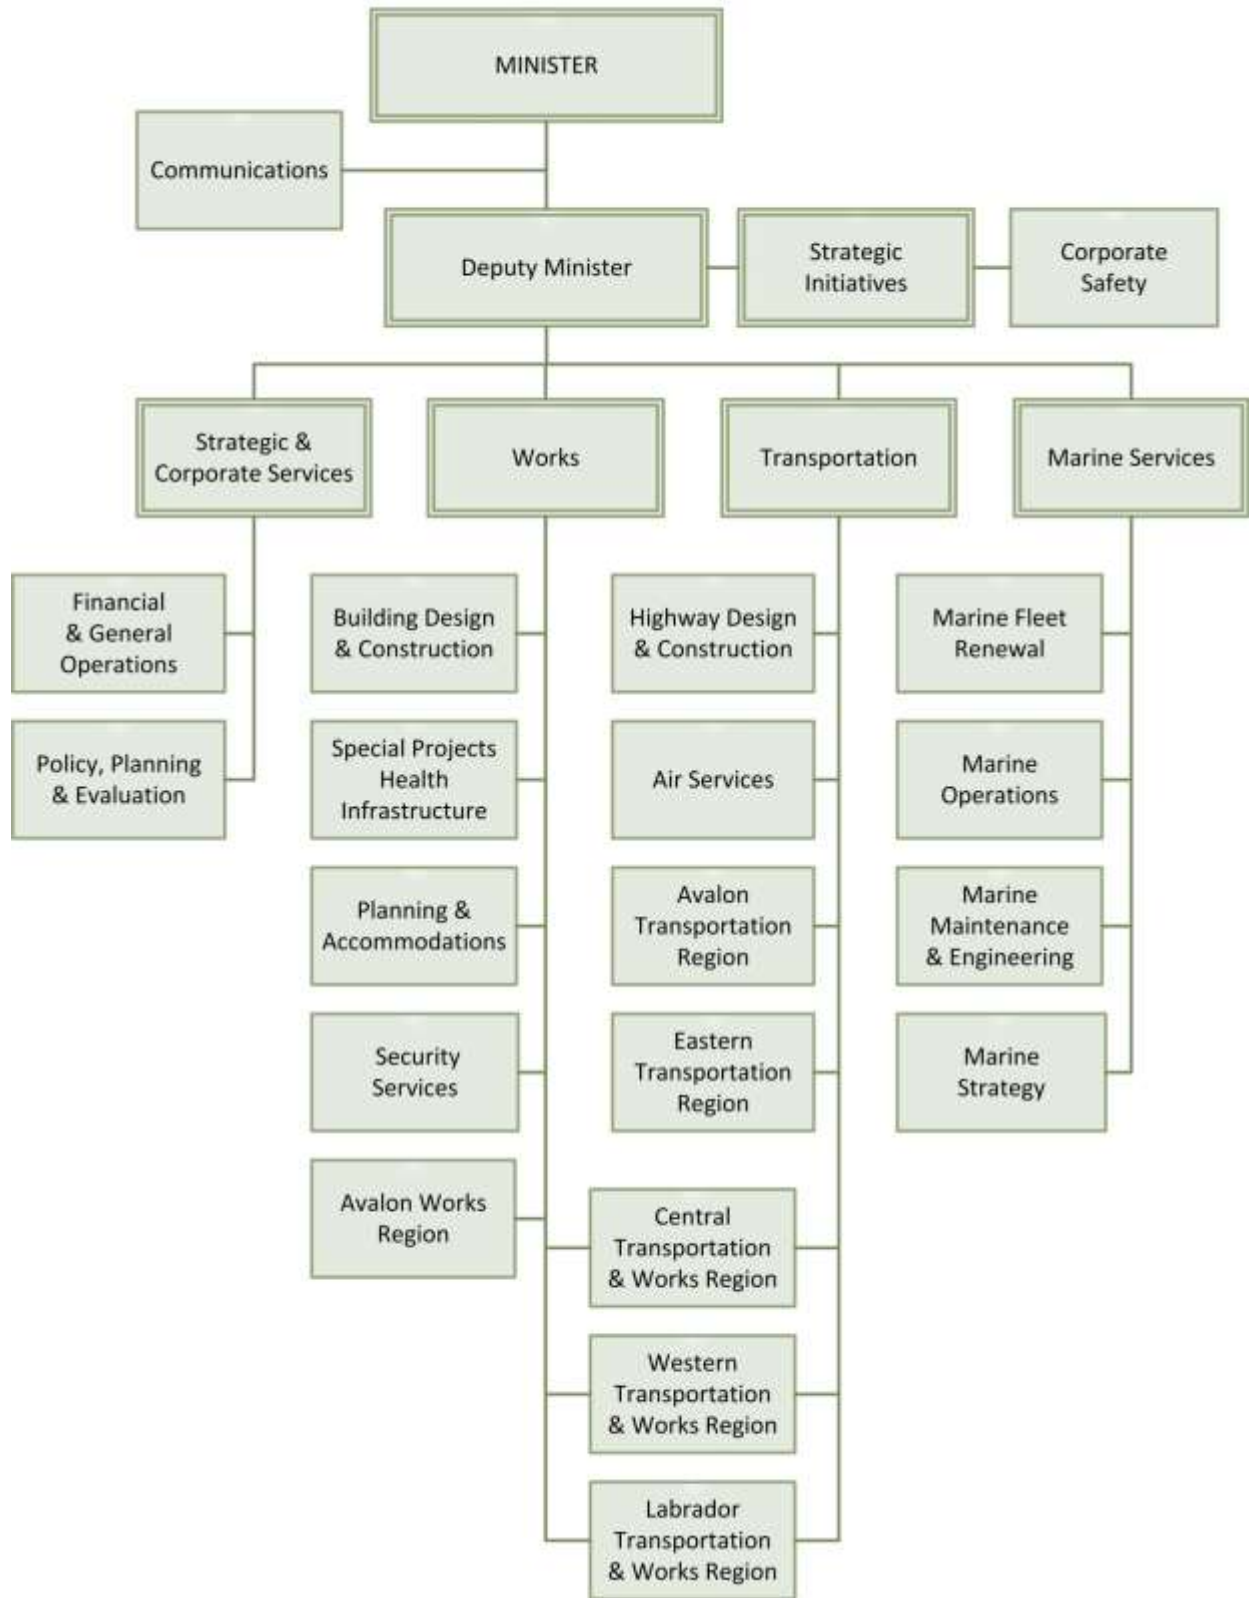 MINISTER
Communications
Deputy Minister
Strategic
Initiatives
Corporate
Safety
Strategic &
Corporate Services
Works
Transportation
Marine Services
Financial
& General
Operations
Building Design
& Construction
Highway Design
& Construction
Marine Fleet
Renewal
Policy, Planning
& Evaluation
Special Projects
Health
Infrastructure
Air Services
Marine
Operations
Planning &
Accommodations
Avalon
Transportation
Region
Marine
Maintenance
& Engineering
Security
Services
Eastern
Transportation
Region
Marine
Strategy
Avalon Works
Region
Central
Transportation
& Works Region
Western
Transportation
& Works Region
Labrador
Transportation
& Works Region